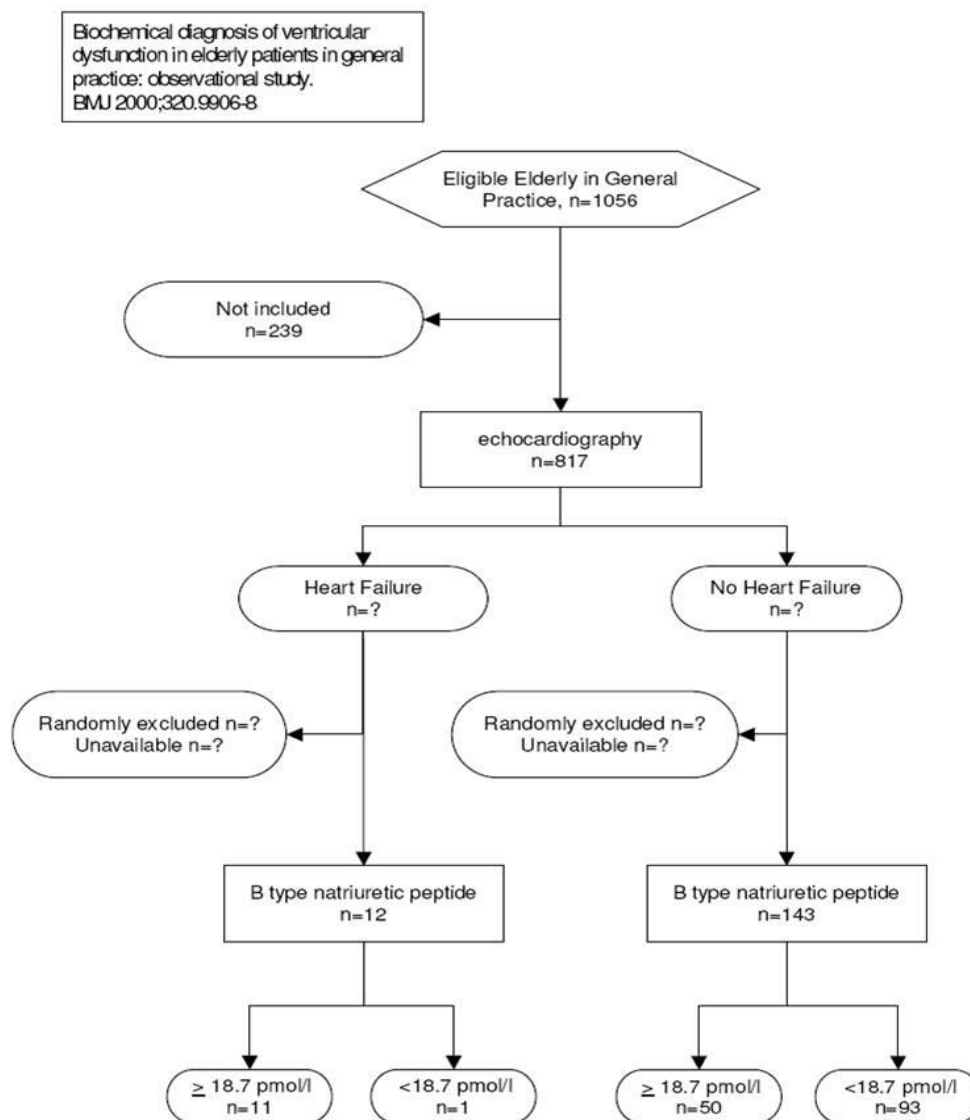 Biochemical diagnosis of ventricular
dysfunction in elderly patients in general
practice: observational study.
BMJ 2000;320.9906-8
Eligible Elderly in General
Practice, n=1056
Not included
n=239
echocardiography
n=817
Heart Failure
n=?
No Heart Failure
n=?
Randomly excluded n=?
Unavailable n=?
Randomly excluded n=?
Unavailable n=?
B type natriuretic peptide
n=12
B type natriuretic peptide
n=143
≥ 18.7 pmol/l
n=11
<18.7 pmol/l
n=1
≥ 18.7 pmol/l
n=50
<18.7 pmol/l
n=93